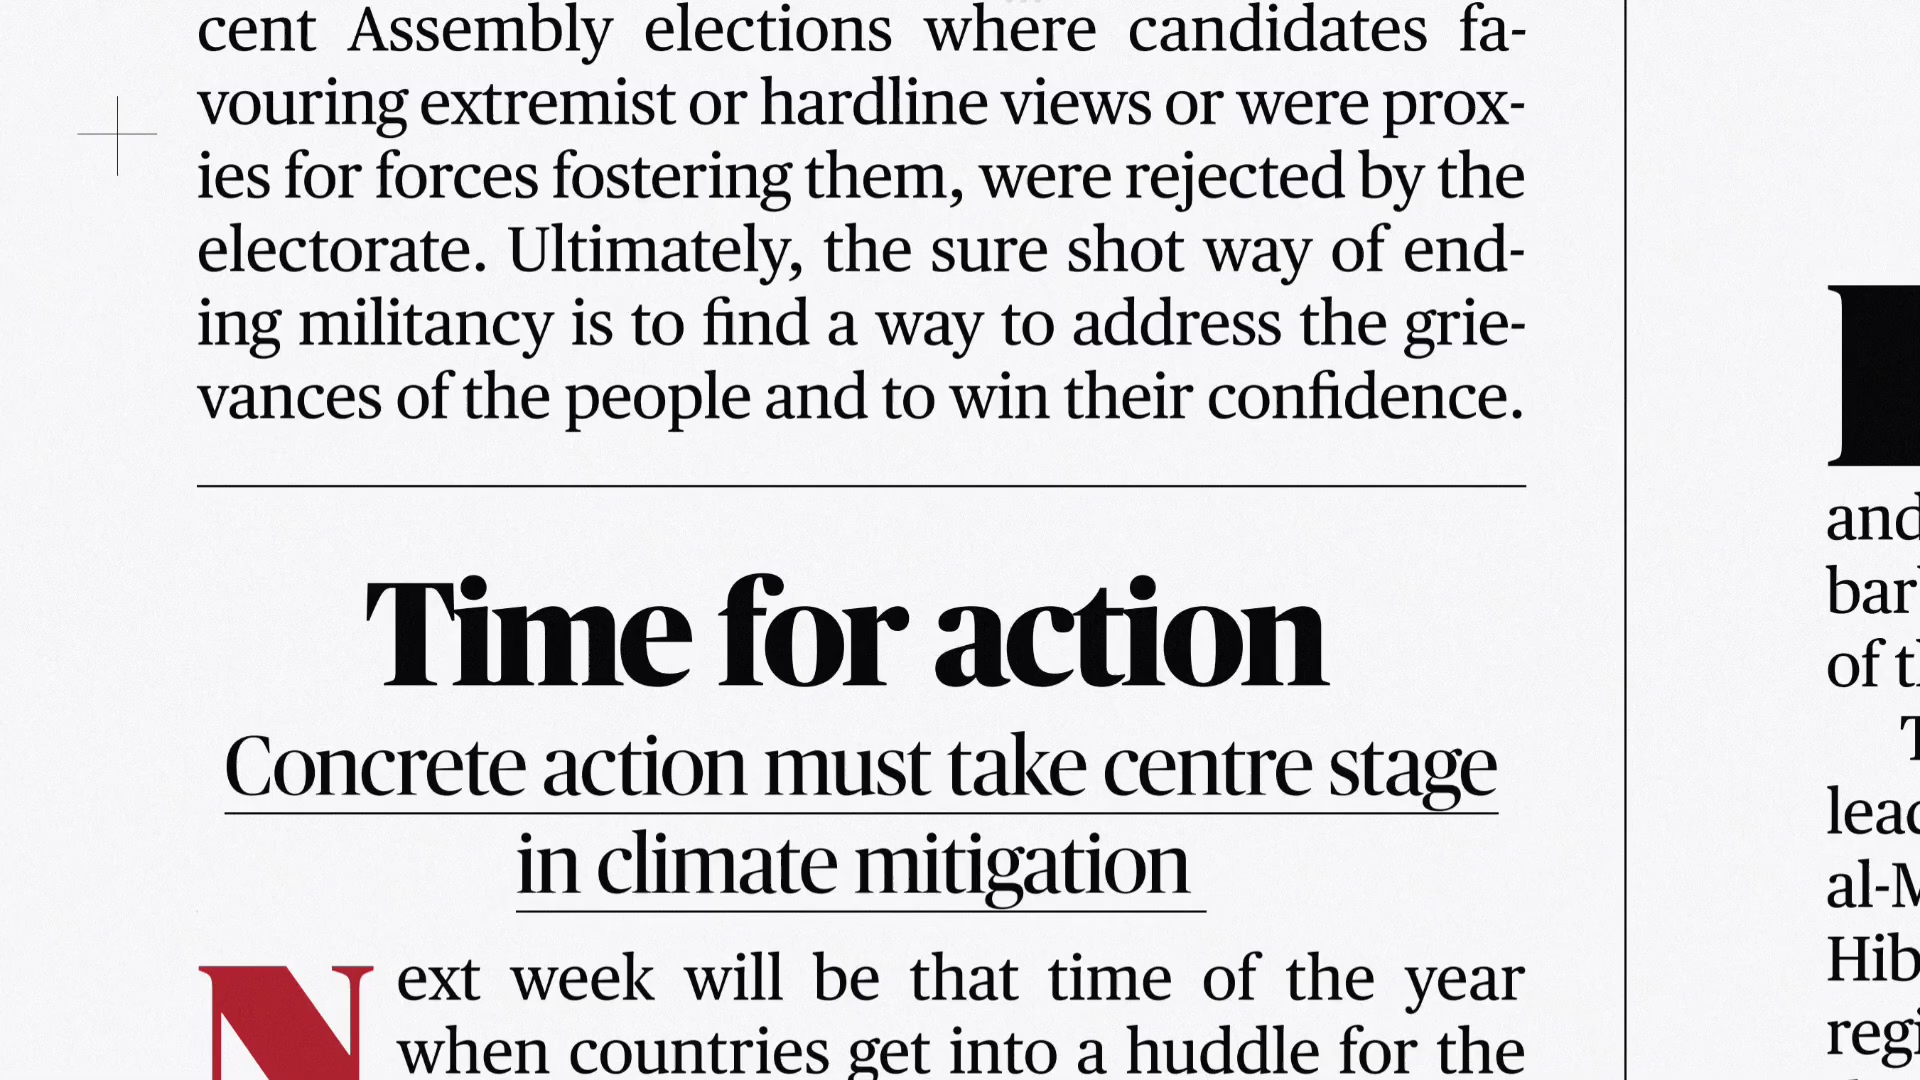 cent Assembly elections where candidates fa-
vouring extremist or hardline views or were prox-
ies for forces fostering them, were rejected by the
electorate. Ultimately, the sure shot way of end-
ing militancy is to find a way to address the grie-
vances of the people and to win their confidence.
Time for action
Concrete action must take centre stage
in climate mitigation
Next week will be that time of the year
when countries get into a huddle for the
and
of